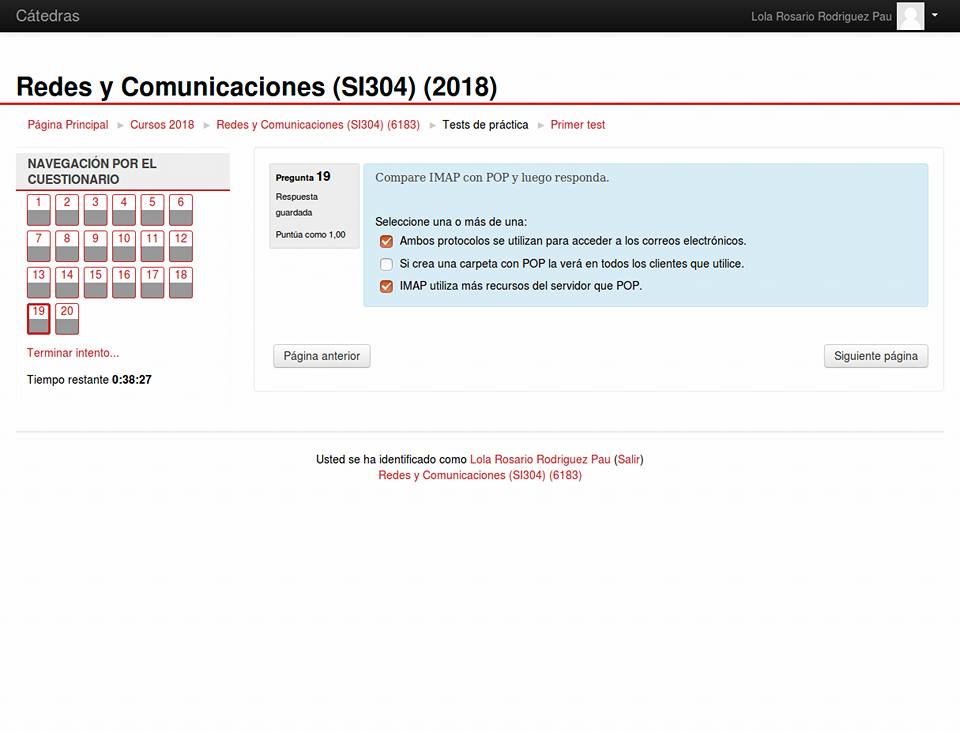 Cátedras
Lola Rosario Rodriguez Pau
Redes y Comunicaciones (SI304) (2018)
Página Principal ► Cursos 2018 ► Redes y Comunicaciones (SI304) (6183) ► Tests de práctica ► Primer test
NAVEGACIÓN POR EL
CUESTIONARIO
1 2 3 4 5 6
7 8 9 10 11 12
13 14 15 16 17 18
19 20
Terminar intento...
Tiempo restante 0:38:27
Pregunta 19
Respuesta
guardada
Puntúa como 1,00
Compare IMAP con POP y luego responda.
Seleccione una o más de una:
Ambos protocolos se utilizan para acceder a los correos electrónicos.
Si crea una carpeta con POP la verá en todos los clientes que utilice.
IMAP utiliza más recursos del servidor que POP.
Página anterior
Siguiente página
Usted se ha identificado como Lola Rosario Rodriguez Pau (Salir)
Redes y Comunicaciones (SI304) (6183)